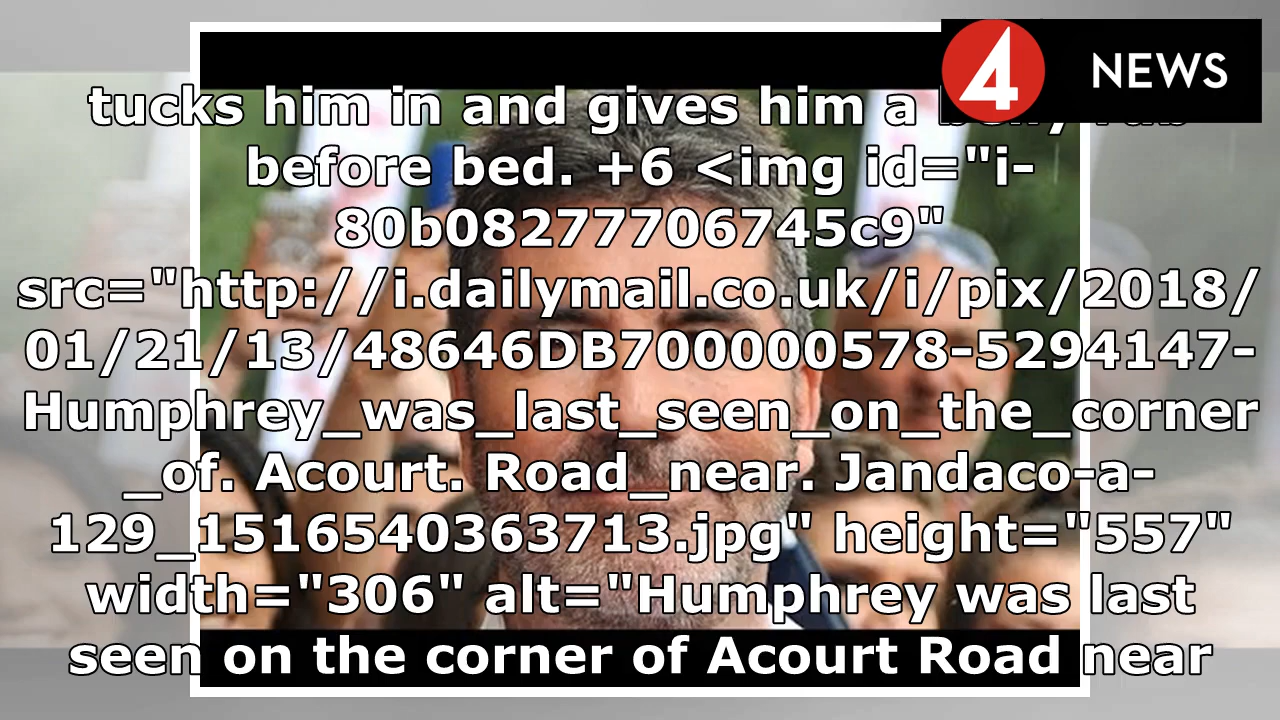 4 NEWS
tucks him in and gives him a
before bed. +6 <img id="i-
80b08277706745c9"
src="http://i.dailymail.co.uk/i/pix/2018/
01/21/13/48646DB700000578-5294147-
Humphrey_was_last_seen_on_the_corner
_of. Acourt. Road_near. Jandaco-a-
129_1516540363713.jpg" height="557"
width="306" alt="Humphrey was last
seen on the corner of Acourt Road near